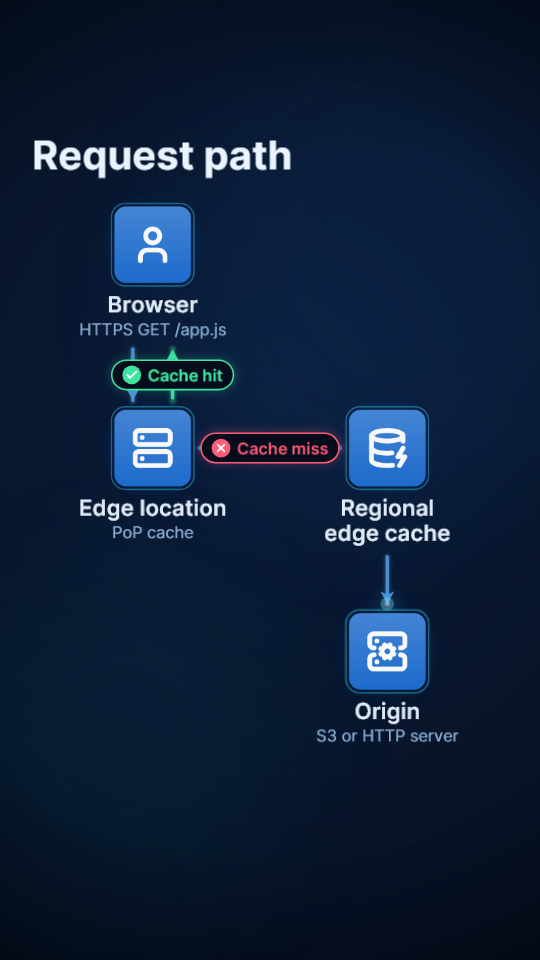 Request path
Browser
HTTPS GET /app.js
Cache hit
Cache miss
Edge location
PoP cache
Regional
edge cache
Origin
S3 or HTTP server